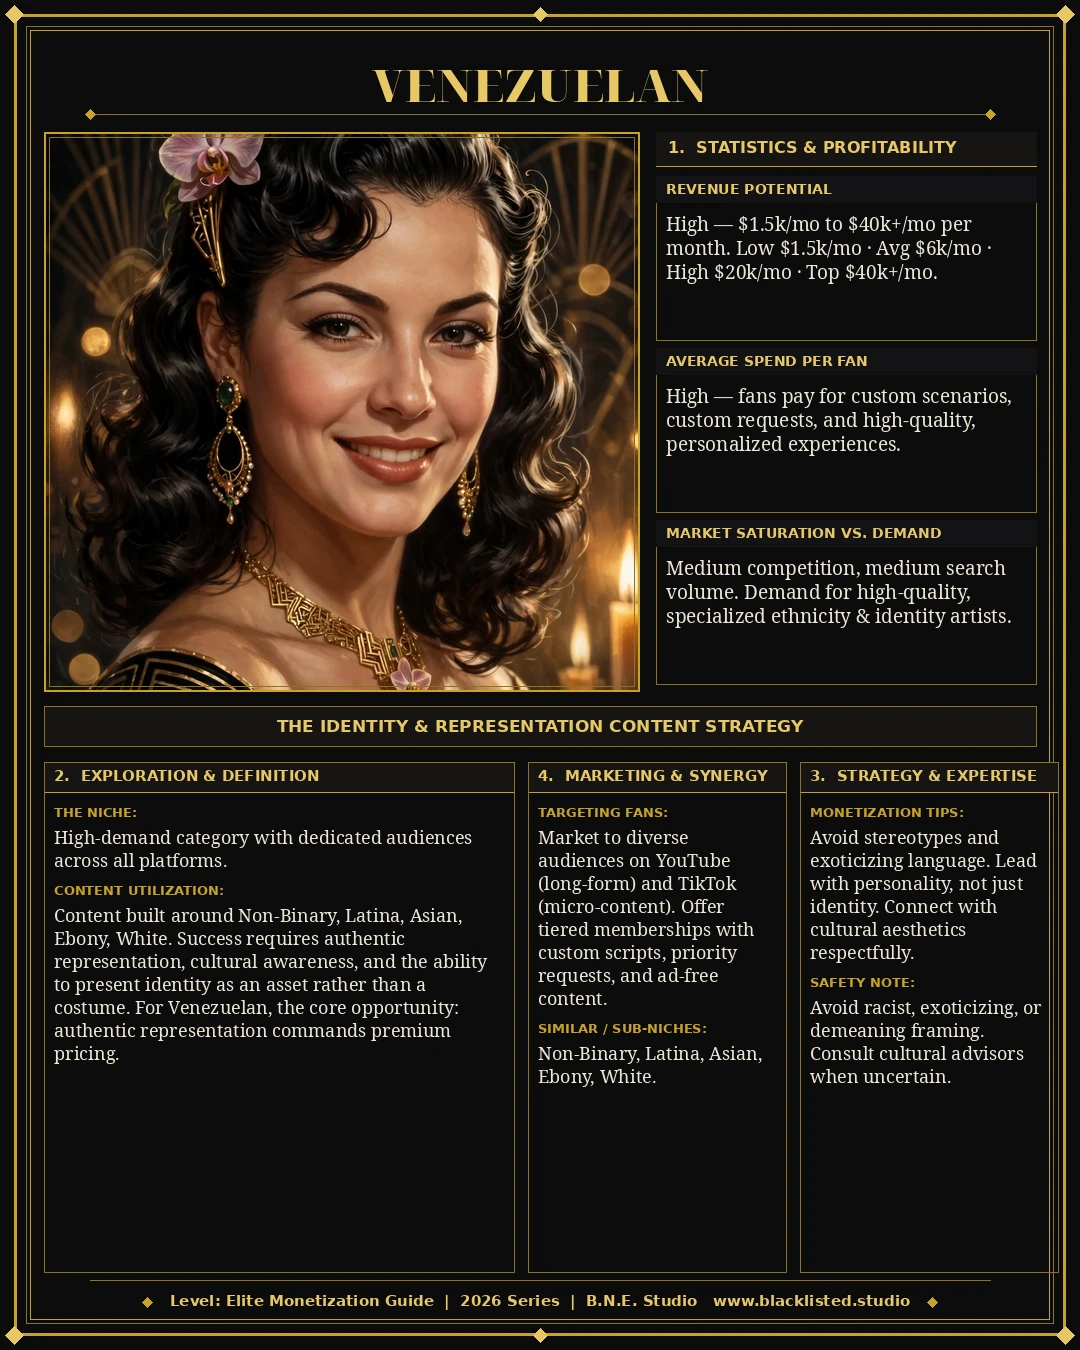 VENEZUELAN
1. STATISTICS & PROFITABILITY
REVENUE POTENTIAL
High — $1.5k/mo to $40k+/mo per
month. Low $1.5k/mo · Avg $6k/mo ·
High $20k/mo · Top $40k+/mo.
AVERAGE SPEND PER FAN
High — fans pay for custom scenarios,
custom requests, and high-quality,
personalized experiences.
MARKET SATURATION VS. DEMAND
Medium competition, medium search
volume. Demand for high-quality,
specialized ethnicity & identity artists.
THE IDENTITY & REPRESENTATION CONTENT STRATEGY
2. EXPLORATION & DEFINITION
THE NICHE:
High-demand category with dedicated audiences
across all platforms.
CONTENT UTILIZATION:
Content built around Non-Binary, Latina, Asian,
Ebony, White. Success requires authentic
representation, cultural awareness, and the ability
to present identity as an asset rather than a
costume. For Venezuelan, the core opportunity:
authentic representation commands premium
pricing.
4. MARKETING & SYNERGY
TARGETING FANS:
Market to diverse
audiences on YouTube
(long-form) and TikTok
(micro-content). Offer
tiered memberships with
custom scripts, priority
requests, and ad-free
content.
SIMILAR / SUB-NICHES:
Non-Binary, Latina, Asian,
Ebony, White.
3. STRATEGY & EXPERTISE
MONETIZATION TIPS:
Avoid stereotypes and
exoticizing language. Lead
with personality, not just
identity. Connect with
cultural aesthetics
respectfully.
SAFETY NOTE:
Avoid racist, exoticizing, or
demeaning framing.
Consult cultural advisors
when uncertain.
Level: Elite Monetization Guide | 2026 Series | B.N.E. Studio www.blacklisted.studio